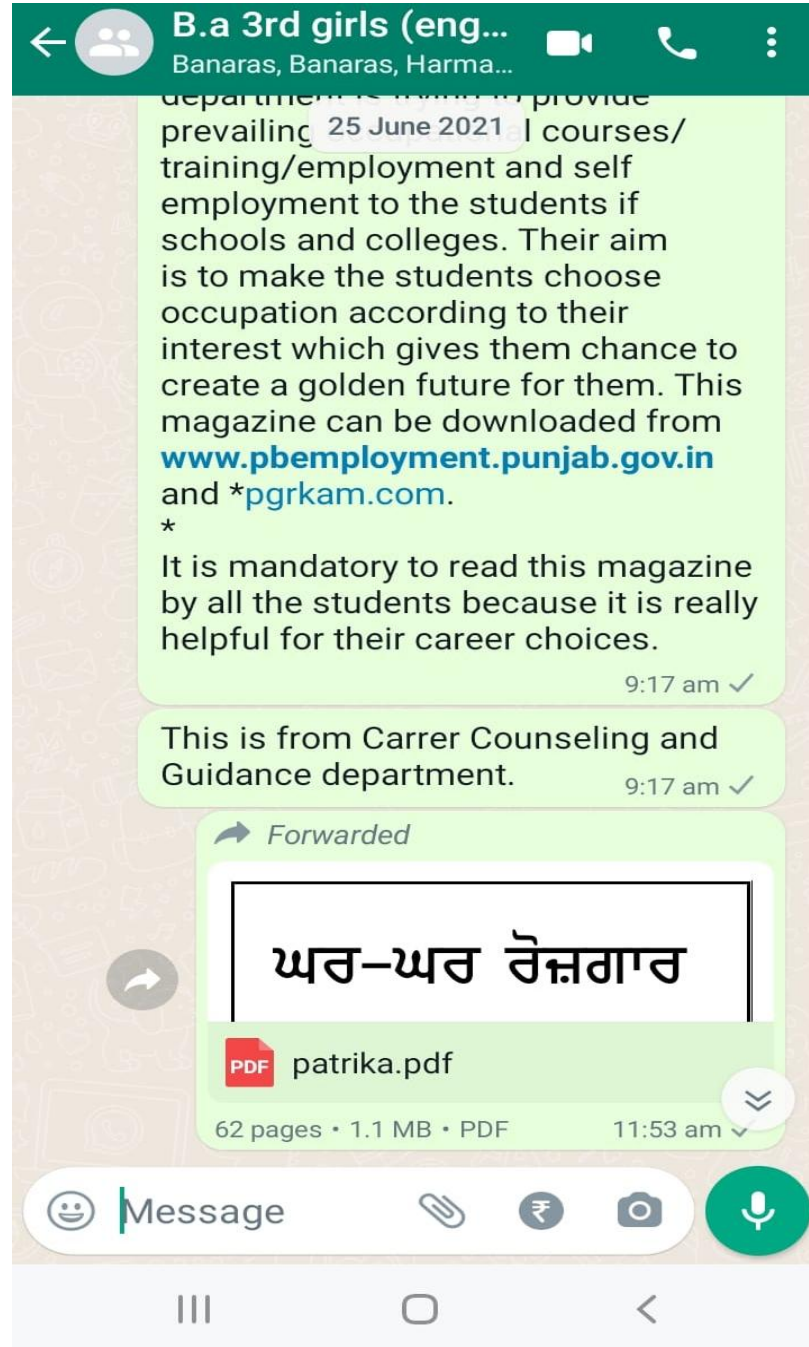 B.a 3rd girls (eng...
Banaras, Banaras, Harma...
department is trying to provide
25 June 2021
prevailing courses/
training/employment and self
employment to the students if
schools and colleges. Their aim
is to make the students choose
occupation according to their
interest which gives them chance to
create a golden future for them. This
magazine can be downloaded from
www.pbemployment.punjab.gov.in
and *pgrkam.com.
*
It is mandatory to read this magazine
by all the students because it is really
helpful for their career choices.
9:17 am
This is from Carrer Counseling and
Guidance department.
9:17 am
Forwarded
ਘਰ-ਘਰ ਰੋਜ਼ਗਾਰ
PDF patrika.pdf
62 pages • 1.1 MB • PDF 11:53 am
Message